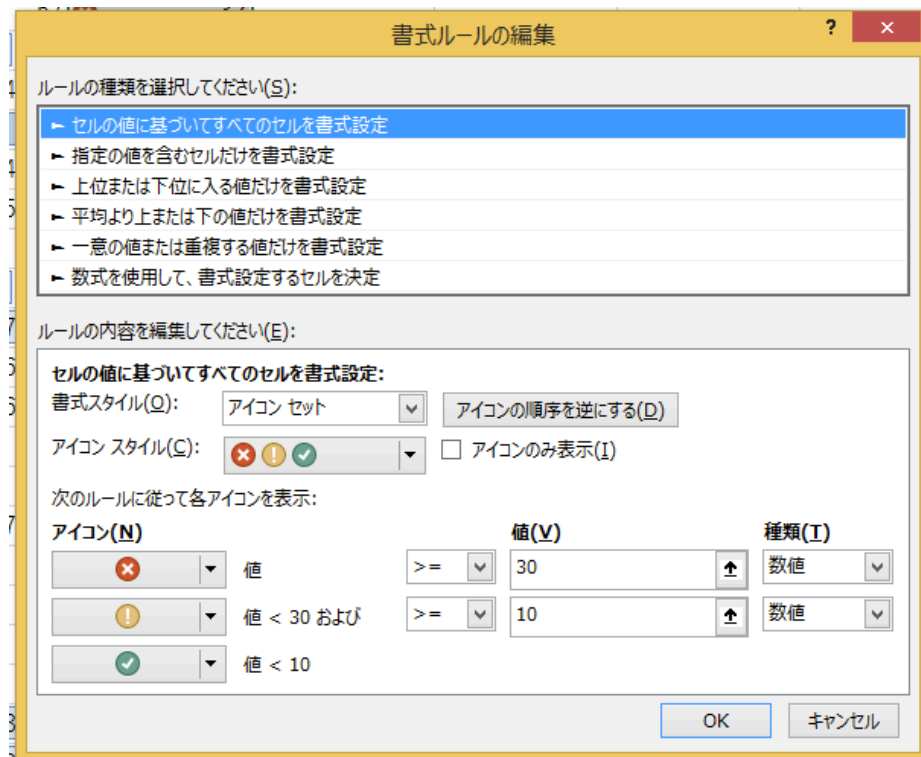 書式ルールの編集
?
×
ルールの種類を選択してください(S):
► セルの値に基づいてすべてのセルを書式設定
► 指定の値を含むセルだけを書式設定
► 上位または下位に入る値だけを書式設定
► 平均より上または下の値だけを書式設定
► 一意の値または重複する値だけを書式設定
► 数式を使用して、書式設定するセルを決定
ルールの内容を編集してください(E):
セルの値に基づいてすべてのセルを書式設定:
書式スタイル(O): アイコン セット アイコンの順序を逆にする(D)
アイコン スタイル(C): アイコンのみ表示(I)
次のルールに従って各アイコンを表示:
アイコン(N) 値(V) 種類(T)
値 >= 30 数値
値 < 30 および >= 10 数値
値 < 10
OK キャンセル